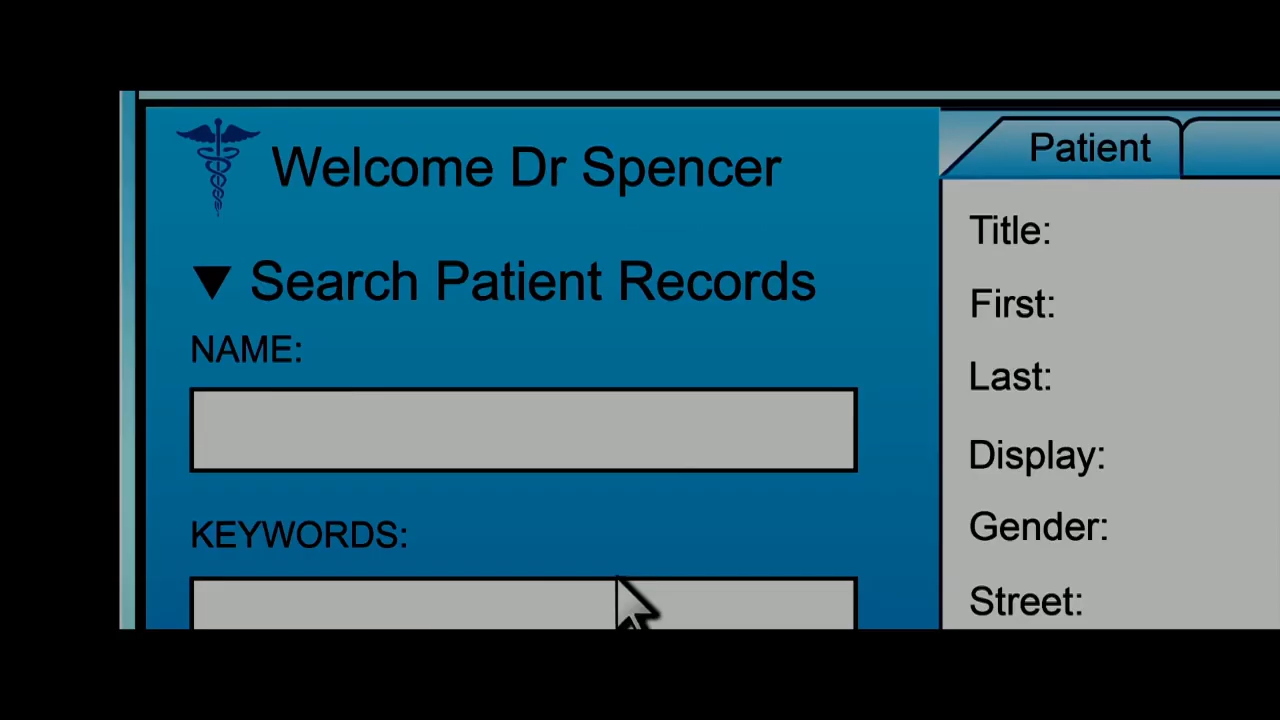 Welcome Dr Spencer
Search Patient Records
NAME:
KEYWORDS:
Patient
Title:
First:
Last:
Display:
Gender:
Street: